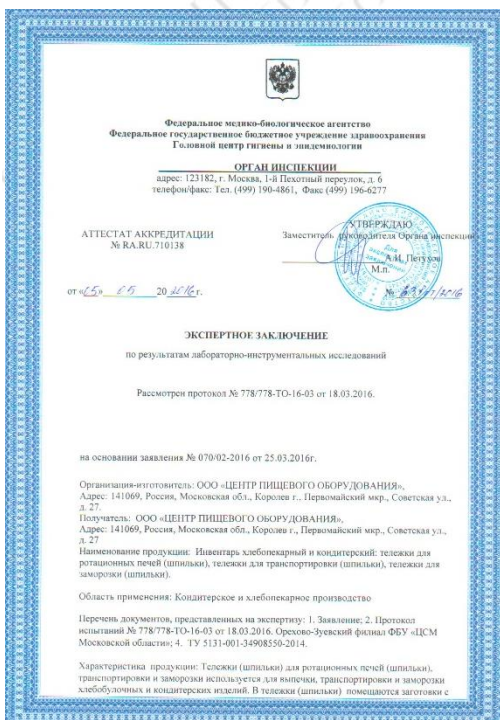 Федеральное медико-биологическое агентство
Федеральное государственное бюджетное учреждение здравоохранения
Головной центр гигиены и эпидемиологии
ОРГАН ИНСПЕКЦИИ
адрес: 123182, г. Москва, 1-й Пехотный переулок, д. 6
телефон/факс: Тел. (499) 190-4861, Факс (499) 196-6277
АТТЕСТАТ АККРЕДИТАЦИИ
№ RA.RU.710138
УТВЕРЖДАЮ
Заместитель руководителя Органа инспекции
А.И. Петухов
М.п.
от «15» 05 2016 г.
№
ЭКСПЕРТНОЕ ЗАКЛЮЧЕНИЕ
по результатам лабораторно-инструментальных исследований
Рассмотрен протокол № 778/778-ТО-16-03 от 18.03.2016.
на основании заявления № 070/02-2016 от 25.03.2016г.
Организация-изготовитель: ООО «ЦЕНТР ПИЩЕВОГО ОБОРУДОВАНИЯ»,
Адрес: 141069, Россия, Московская обл., Королев г., Первомайский мкр., Советская ул.,
д. 27.
Получатель: ООО «ЦЕНТР ПИЩЕВОГО ОБОРУДОВАНИЯ»,
Адрес: 141069, Россия, Московская обл., Королев г., Первомайский мкр., Советская ул.,
д. 27
Наименование продукции: Инвентарь хлебопекарный и кондитерский: тележки для
ротационных печей (шпильки), тележки для транспортировки (шпильки), тележки для
заморозки (шпильки).
Область применения: Кондитерское и хлебопекарное производство
Перечень документов, представленных на экспертизу: 1. Заявление; 2. Протокол
испытаний № 778/778-ТО-16-03 от 18.03.2016. Орехово-Зуевский филиал ФБУ «ЦСМ
Московской области»; 4. ТУ 5131-001-34908550-2014.
Характеристика продукции: Тележки (шпильки) для ротационных печей (шпильки),
транспортировки и заморозки используется для выпечки, транспортировки и заморозки
хлебобулочных и кондитерских изделий. В тележки (шпильки) помещаются заготовки с